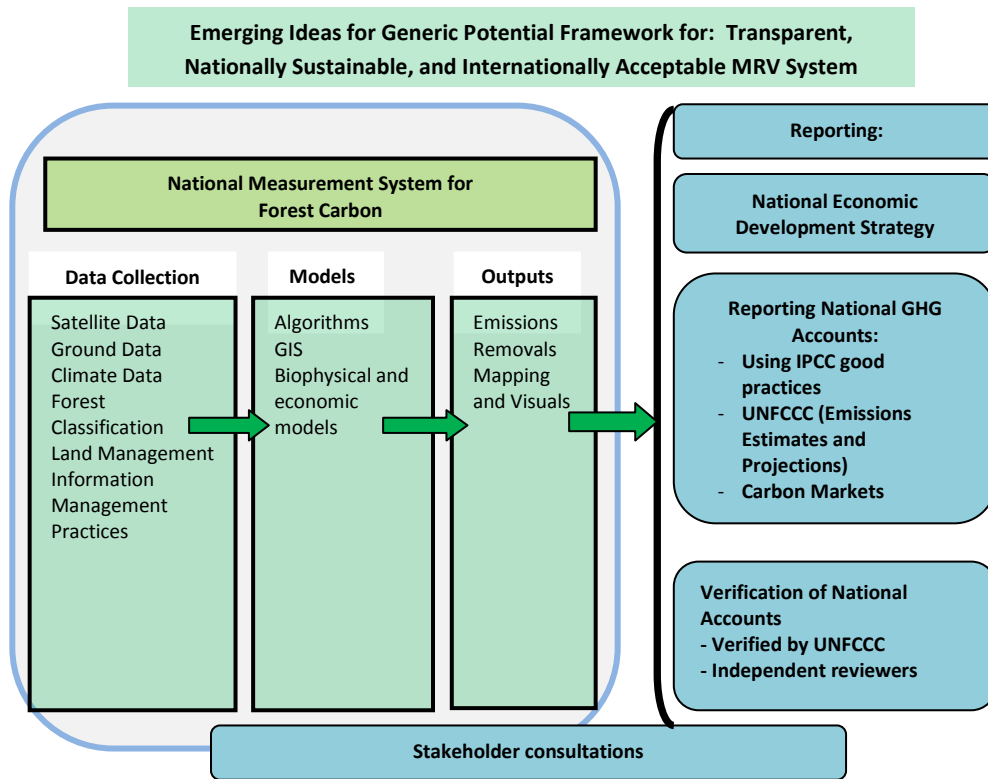 Emerging Ideas for Generic Potential Framework for: Transparent,
Nationally Sustainable, and Internationally Acceptable MRV System
National Measurement System for
Forest Carbon
Data Collection
Satellite Data
Ground Data
Climate Data
Forest
Classification
Land Management
Information
Management
Practices
Models
Algorithms
GIS
Biophysical and
economic
models
Outputs
Emissions
Removals
Mapping
and Visuals
Reporting:
National Economic
Development Strategy
Reporting National GHG
Accounts:
- Using IPCC good
practices
- UNFCCC (Emissions
Estimates and
Projections)
- Carbon Markets
Verification of National
Accounts
- Verified by UNFCCC
- Independent reviewers
Stakeholder consultations